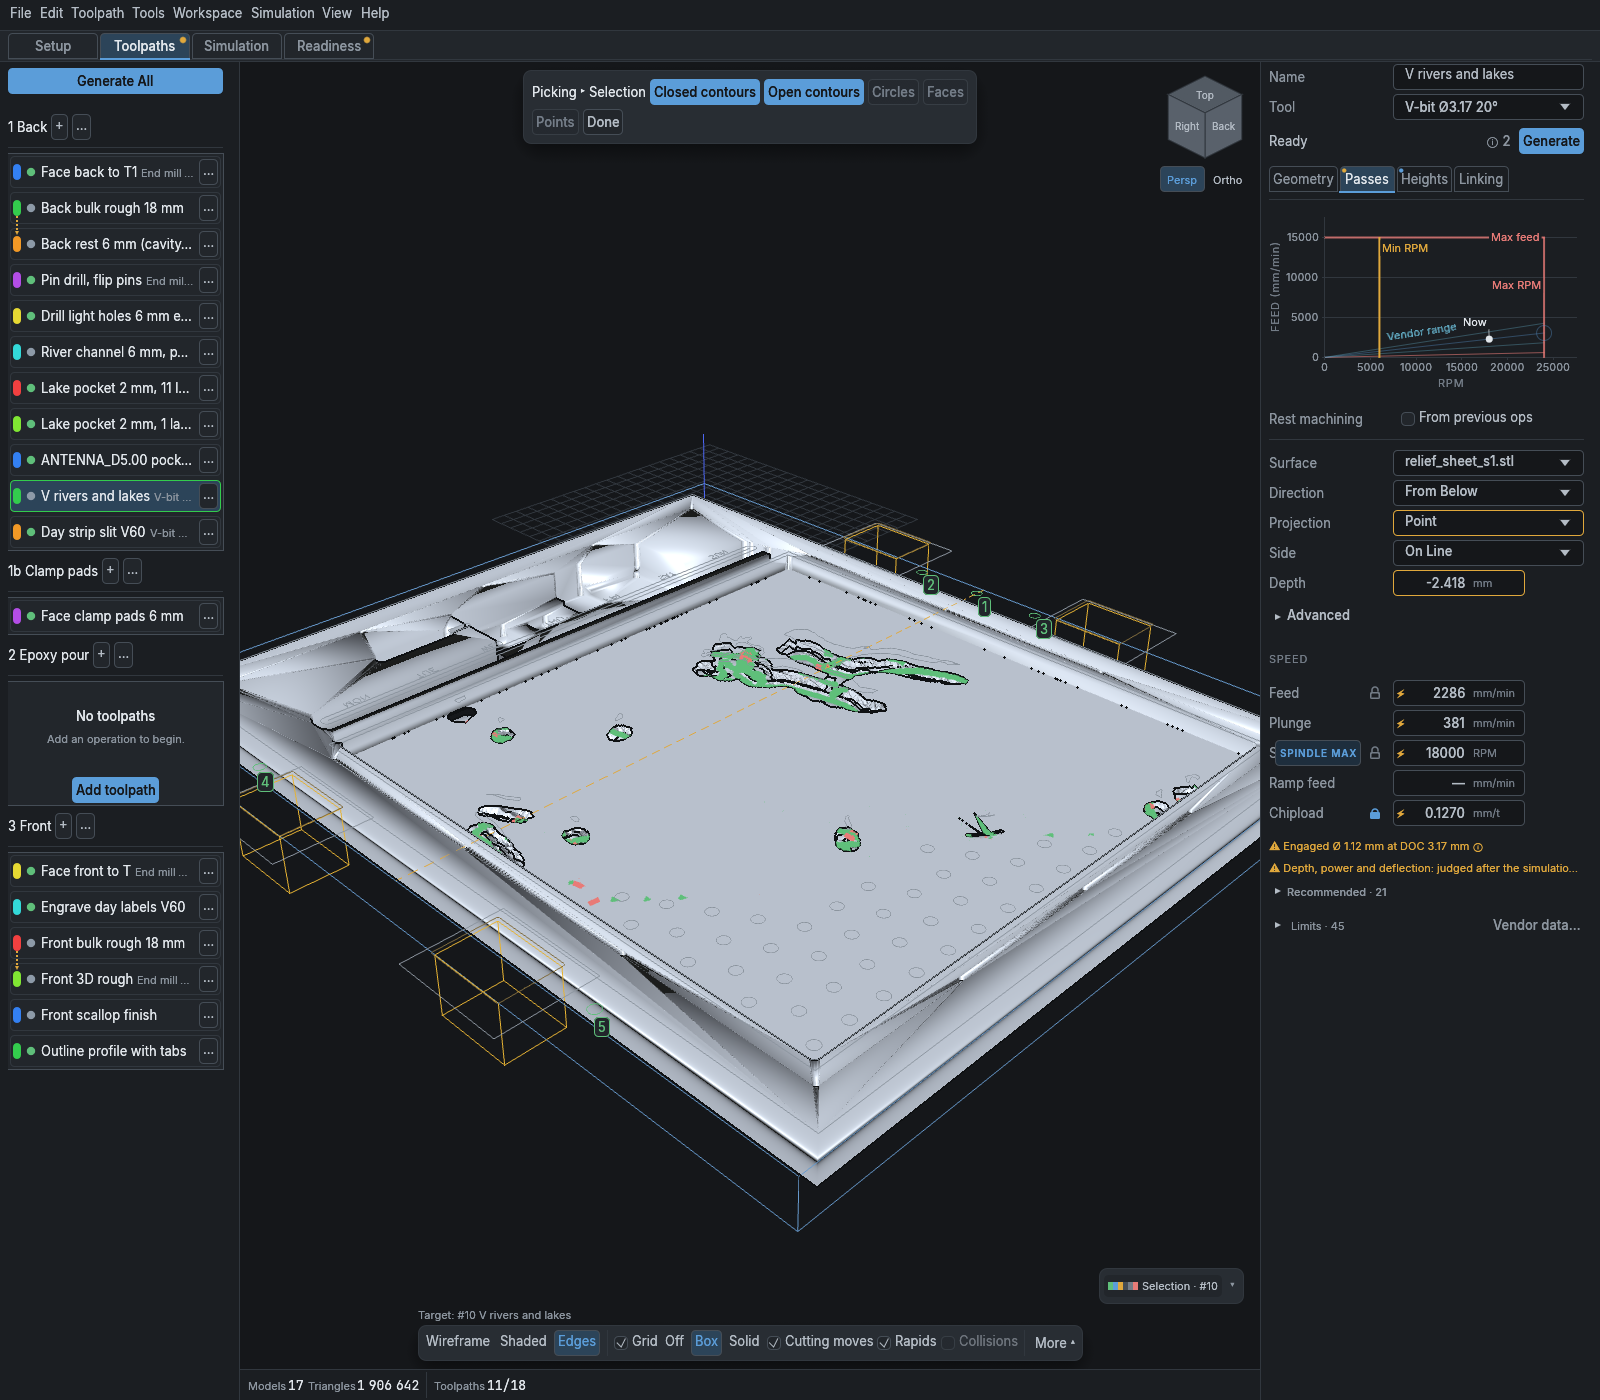 File Edit Toolpath Tools Workspace Simulation View Help
Setup Toolpaths Simulation Readiness
Generate All
1 Back + ...
Face back to T1 End mill ... ...
Back bulk rough 18 mm ...
Back rest 6 mm (cavity... ...
Pin drill, flip pins End mil... ...
Drill light holes 6 mm e... ...
River channel 6 mm, p... ...
Lake pocket 2 mm, 11 l... ...
Lake pocket 2 mm, 1 la... ...
ANTENNA_D5.00 pock... ...
V rivers and lakes V-bit ... ...
Day strip slit V60 V-bit ... ...
1b Clamp pads + ...
Face clamp pads 6 mm ...
2 Epoxy pour + ...
No toolpaths
Add an operation to begin.
Add toolpath
3 Front + ...
Face front to T End mill ... ...
Engrave day labels V60 ...
Front bulk rough 18 mm ...
Front 3D rough End mill ... ...
Front scallop finish ...
Outline profile with tabs ...
Picking ‣ Selection Closed contours Open contours Circles Faces
Points Done
Top
Right Back
Persp Ortho
2
1
3
4
5
Selection · #10
Target: #10 V rivers and lakes
Wireframe Shaded Edges Grid Off Box Solid Cutting moves Rapids Collisions More
Models 17 Triangles 1 906 642 Toolpaths 11/18
Name V rivers and lakes
Tool V-bit Ø3.17 20°
Ready 2 Generate
Geometry Passes Heights Linking
FEED (mm/min)
15000
10000
5000
0
Max feed
Min RPM
Max RPM
Vendor range
Now
0 5000 10000 15000 20000 25000
RPM
Rest machining From previous ops
Surface relief_sheet_s1.stl
Direction From Below
Projection Point
Side On Line
Depth -2.418 mm
▸ Advanced
SPEED
Feed 2286 mm/min
Plunge 381 mm/min
S SPINDLE MAX 18000 RPM
Ramp feed — mm/min
Chipload 0.1270 mm/t
Engaged Ø 1.12 mm at DOC 3.17 mm
Depth, power and deflection: judged after the simulatio...
▸ Recommended · 21
▸ Limits · 45 Vendor data...